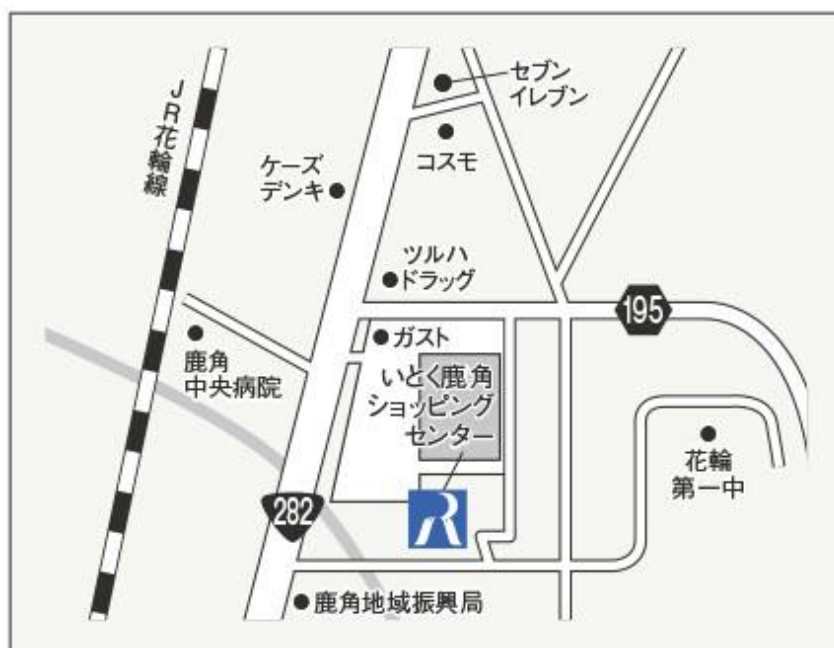 セブン
イレブン
JR花輪線
コスモ
ケーズ
デンキ
ツルハ
ドラッグ
195
ガスト
鹿角
中央病院
いとく鹿角
ショッピング
センター
花輪
第一中
282
R
鹿角地域振興局